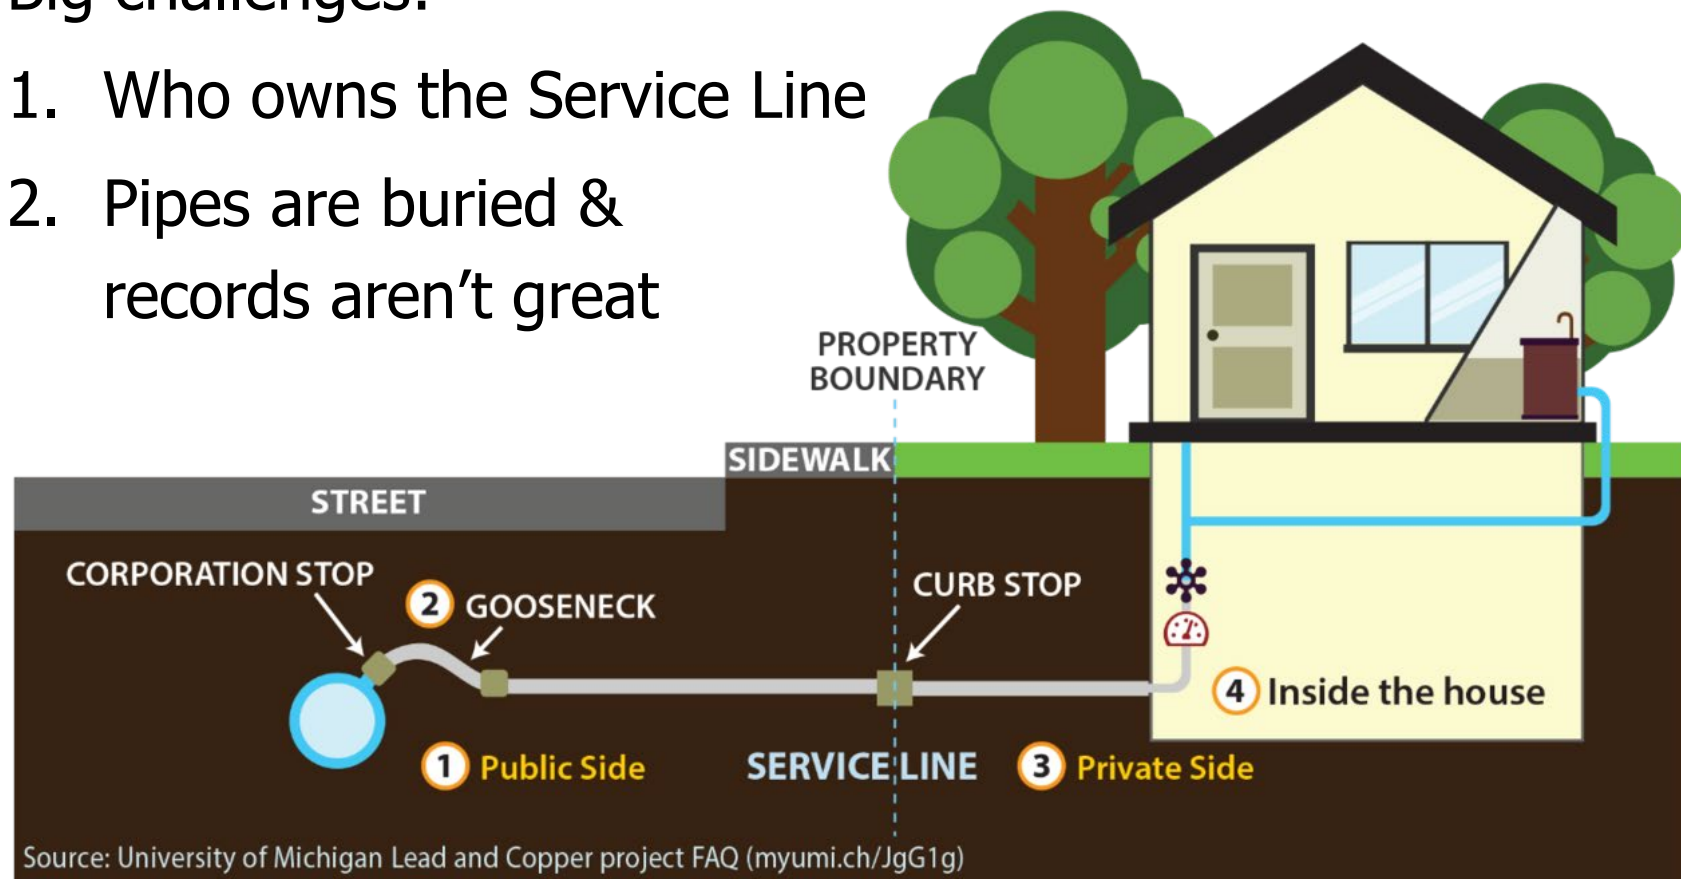 Big challenges:
1. Who owns the Service Line
2. Pipes are buried &
records aren’t great
PROPERTY
BOUNDARY
SIDEWALK
STREET
CORPORATION STOP
2 GOOSENECK
CURB STOP
4 Inside the house
1 Public Side
SERVICE LINE
3 Private Side
Source: University of Michigan Lead and Copper project FAQ (myumi.ch/JgG1g)